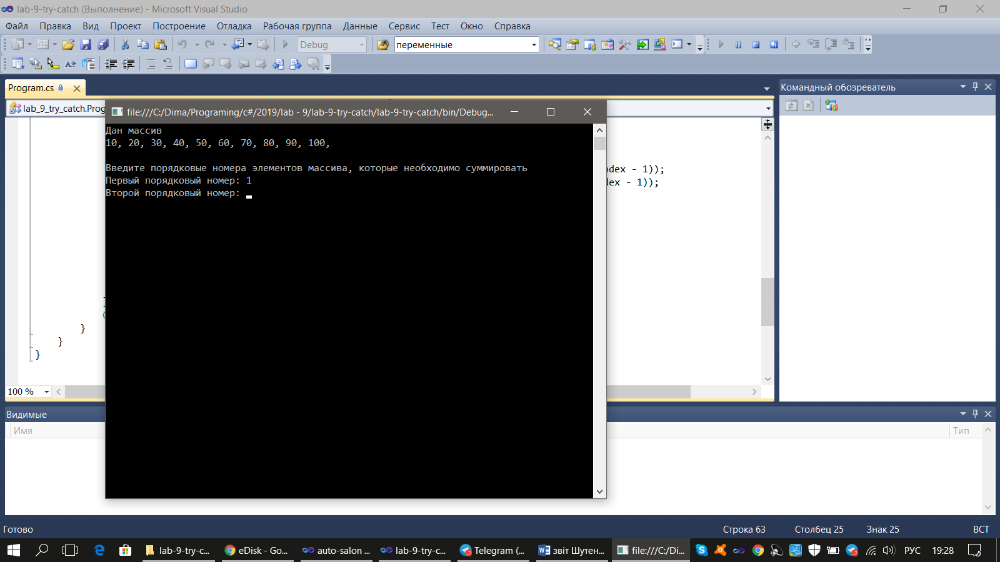 lab-9-try-catch (Выполнение) - Microsoft Visual Studio
Файл Правка Вид Проект Построение Отладка Рабочая группа Данные Сервис Тест Окно Справка
Debug переменные
Program.cs
Командный обозреватель
lab_9_try_catch.Prog
file:///C:/Dima/Programing/c#/2019/lab - 9/lab-9-try-catch/lab-9-try-catch/bin/Debug...
Дан массив
10, 20, 30, 40, 50, 60, 70, 80, 90, 100,
Введите порядковые номера элементов массива, которые необходимо суммировать
Первый порядковый номер: 1
Второй порядковый номер:
ndex - 1));
dex - 1));
}
}
}
100 %
Видимые
Имя Тип
Готово Строка 63 Столбец 25 Знак 25 ВСТ
lab-9-try-c... eDisk - Go... auto-salon ... lab-9-try-c... Telegram (... звіт Шутен... file:///C:/Di... РУС 19:28